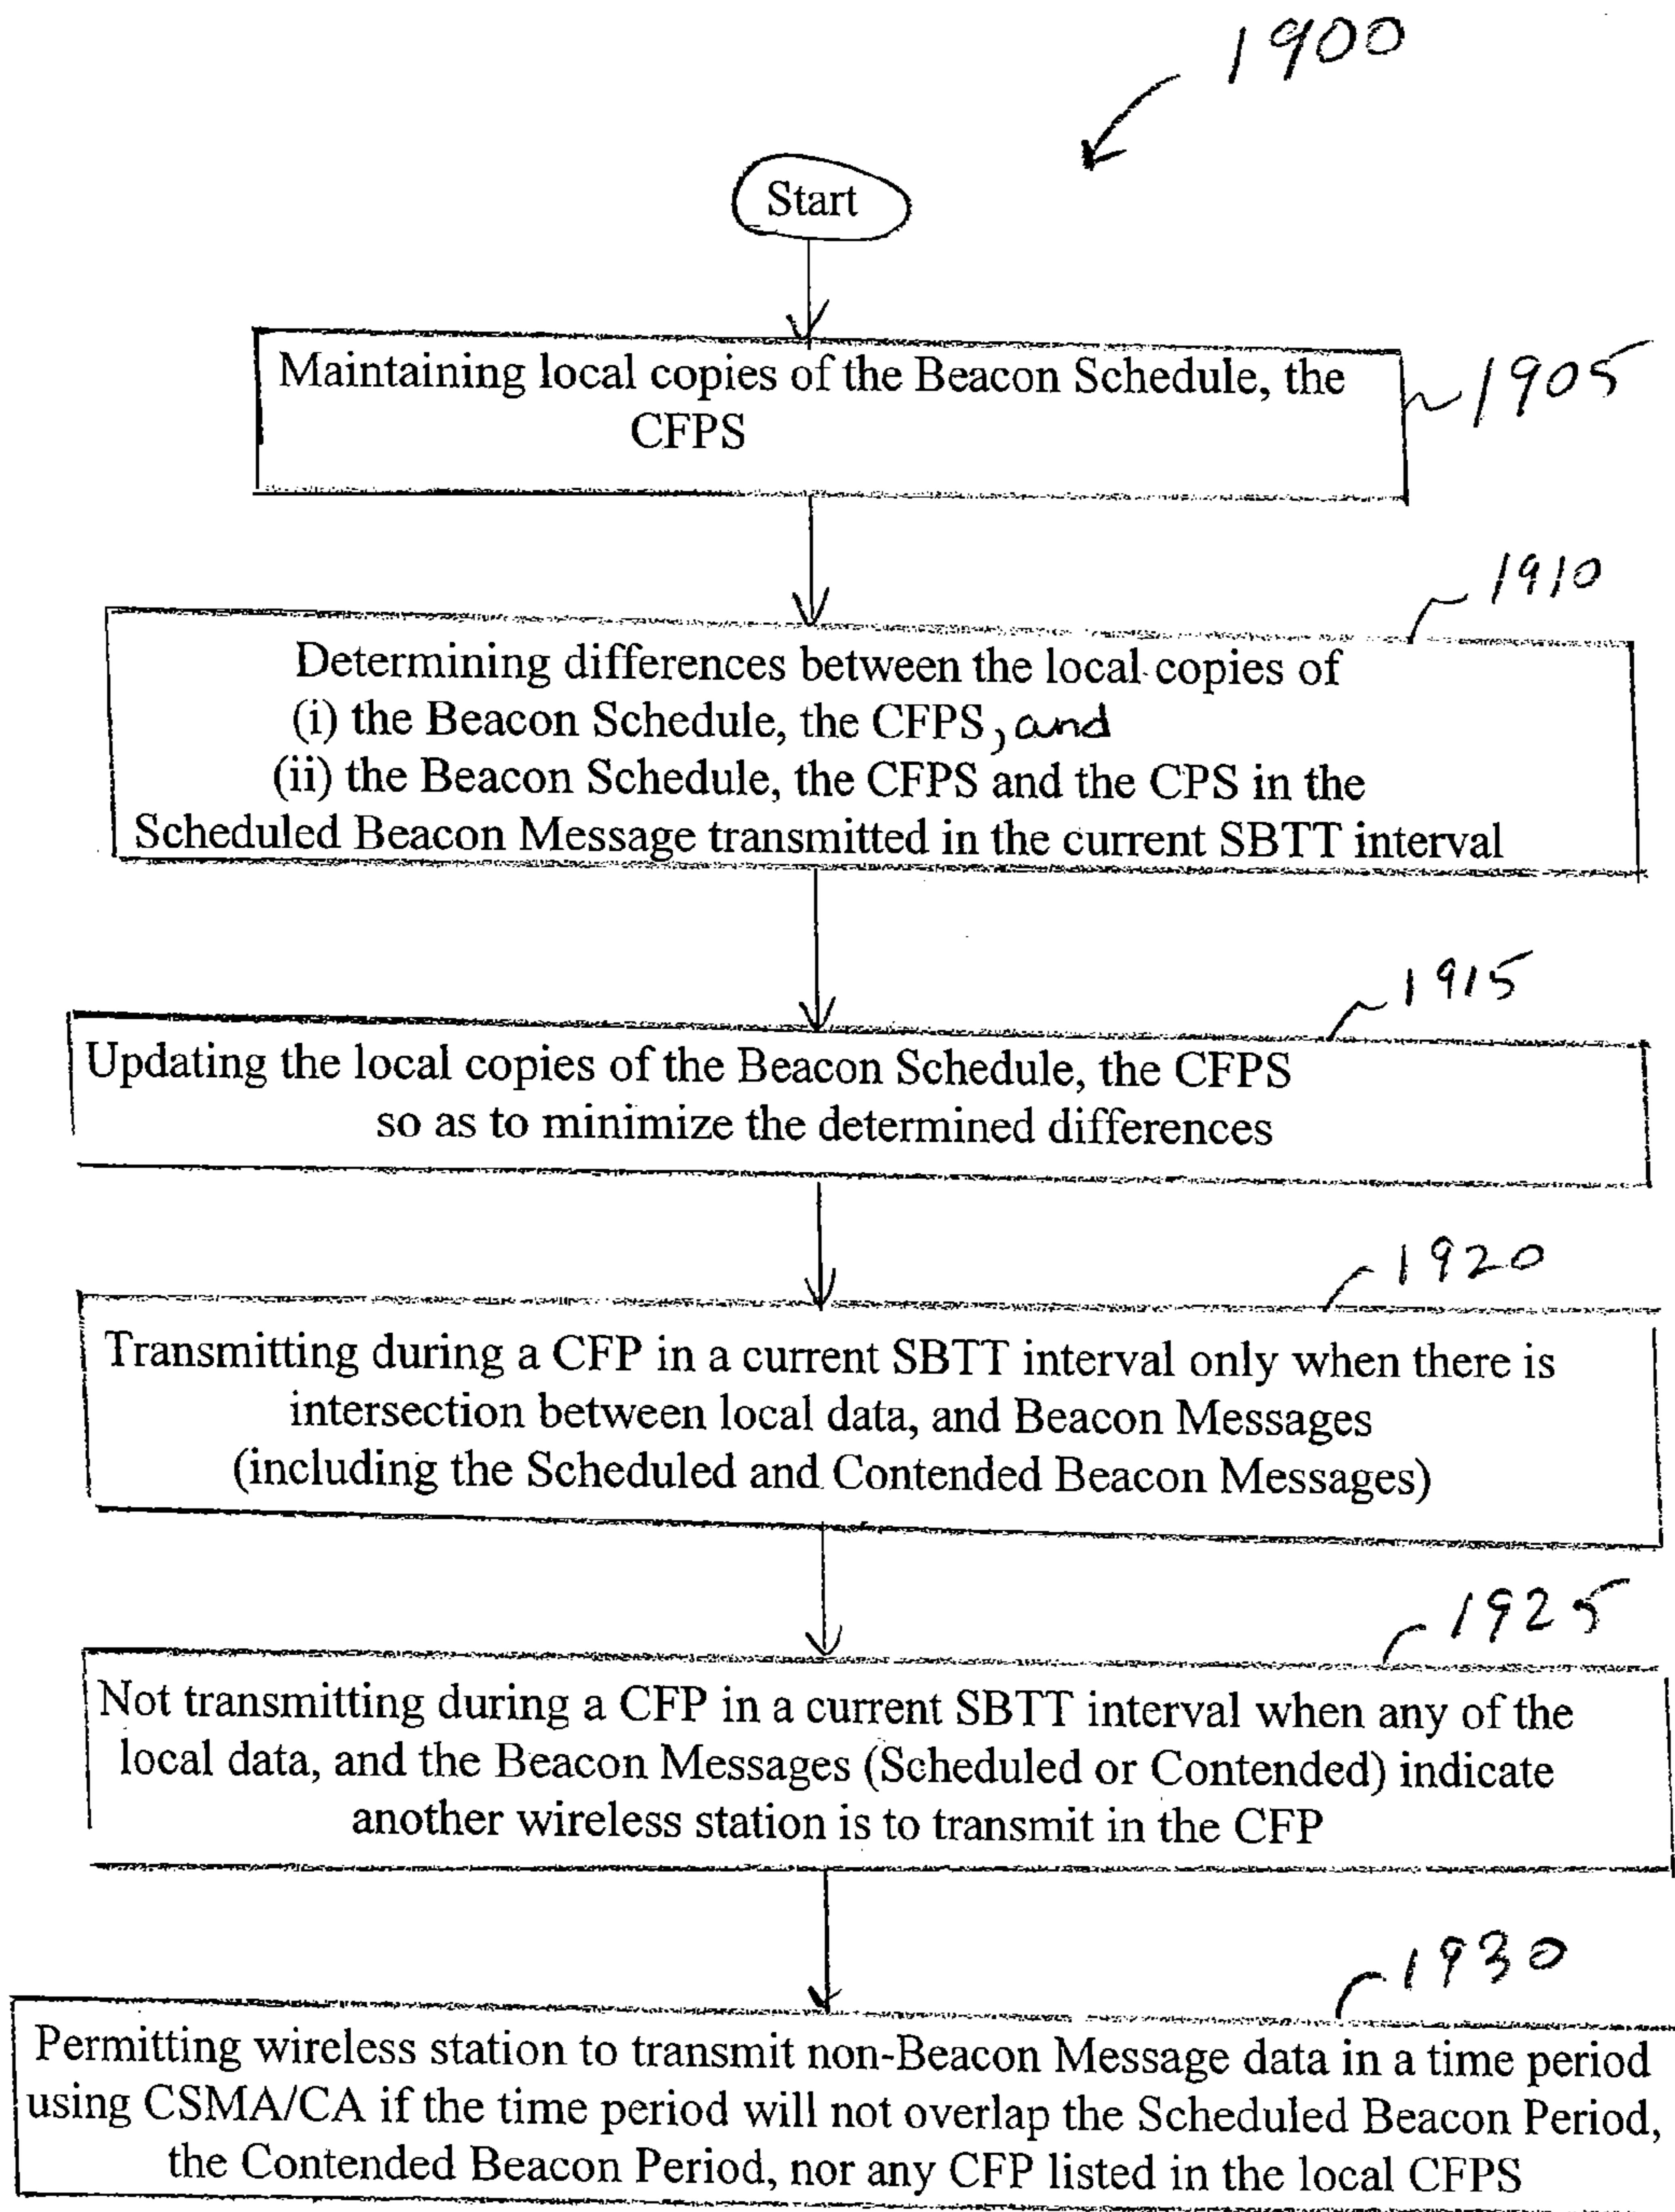 1900
Start
Maintaining local copies of the Beacon Schedule, the
CFPS
1905
1910
Determining differences between the local copies of
(i) the Beacon Schedule, the CFPS, and
(ii) the Beacon Schedule, the CFPS and the CPS in the
Scheduled Beacon Message transmitted in the current SBTT interval
1915
Updating the local copies of the Beacon Schedule, the CFPS
so as to minimize the determined differences
1920
Transmitting during a CFP in a current SBTT interval only when there is
intersection between local data, and Beacon Messages
(including the Scheduled and Contended Beacon Messages)
1925
Not transmitting during a CFP in a current SBTT interval when any of the
local data, and the Beacon Messages (Scheduled or Contended) indicate
another wireless station is to transmit in the CFP
1930
Permitting wireless station to transmit non-Beacon Message data in a time period
using CSMA/CA if the time period will not overlap the Scheduled Beacon Period,
the Contended Beacon Period, nor any CFP listed in the local CFPS